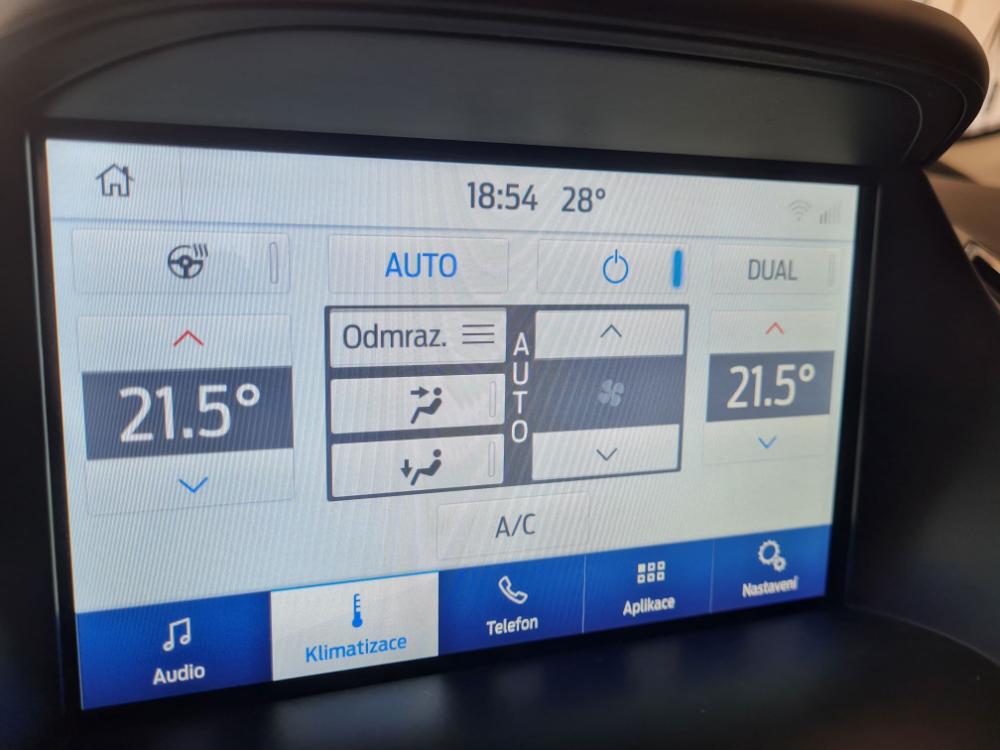 18:54 28°
AUTO
DUAL
Odmraz.
AUTO
21.5°
21.5°
A/C
Audio
Klimatizace
Telefon
Aplikace
Nastavení